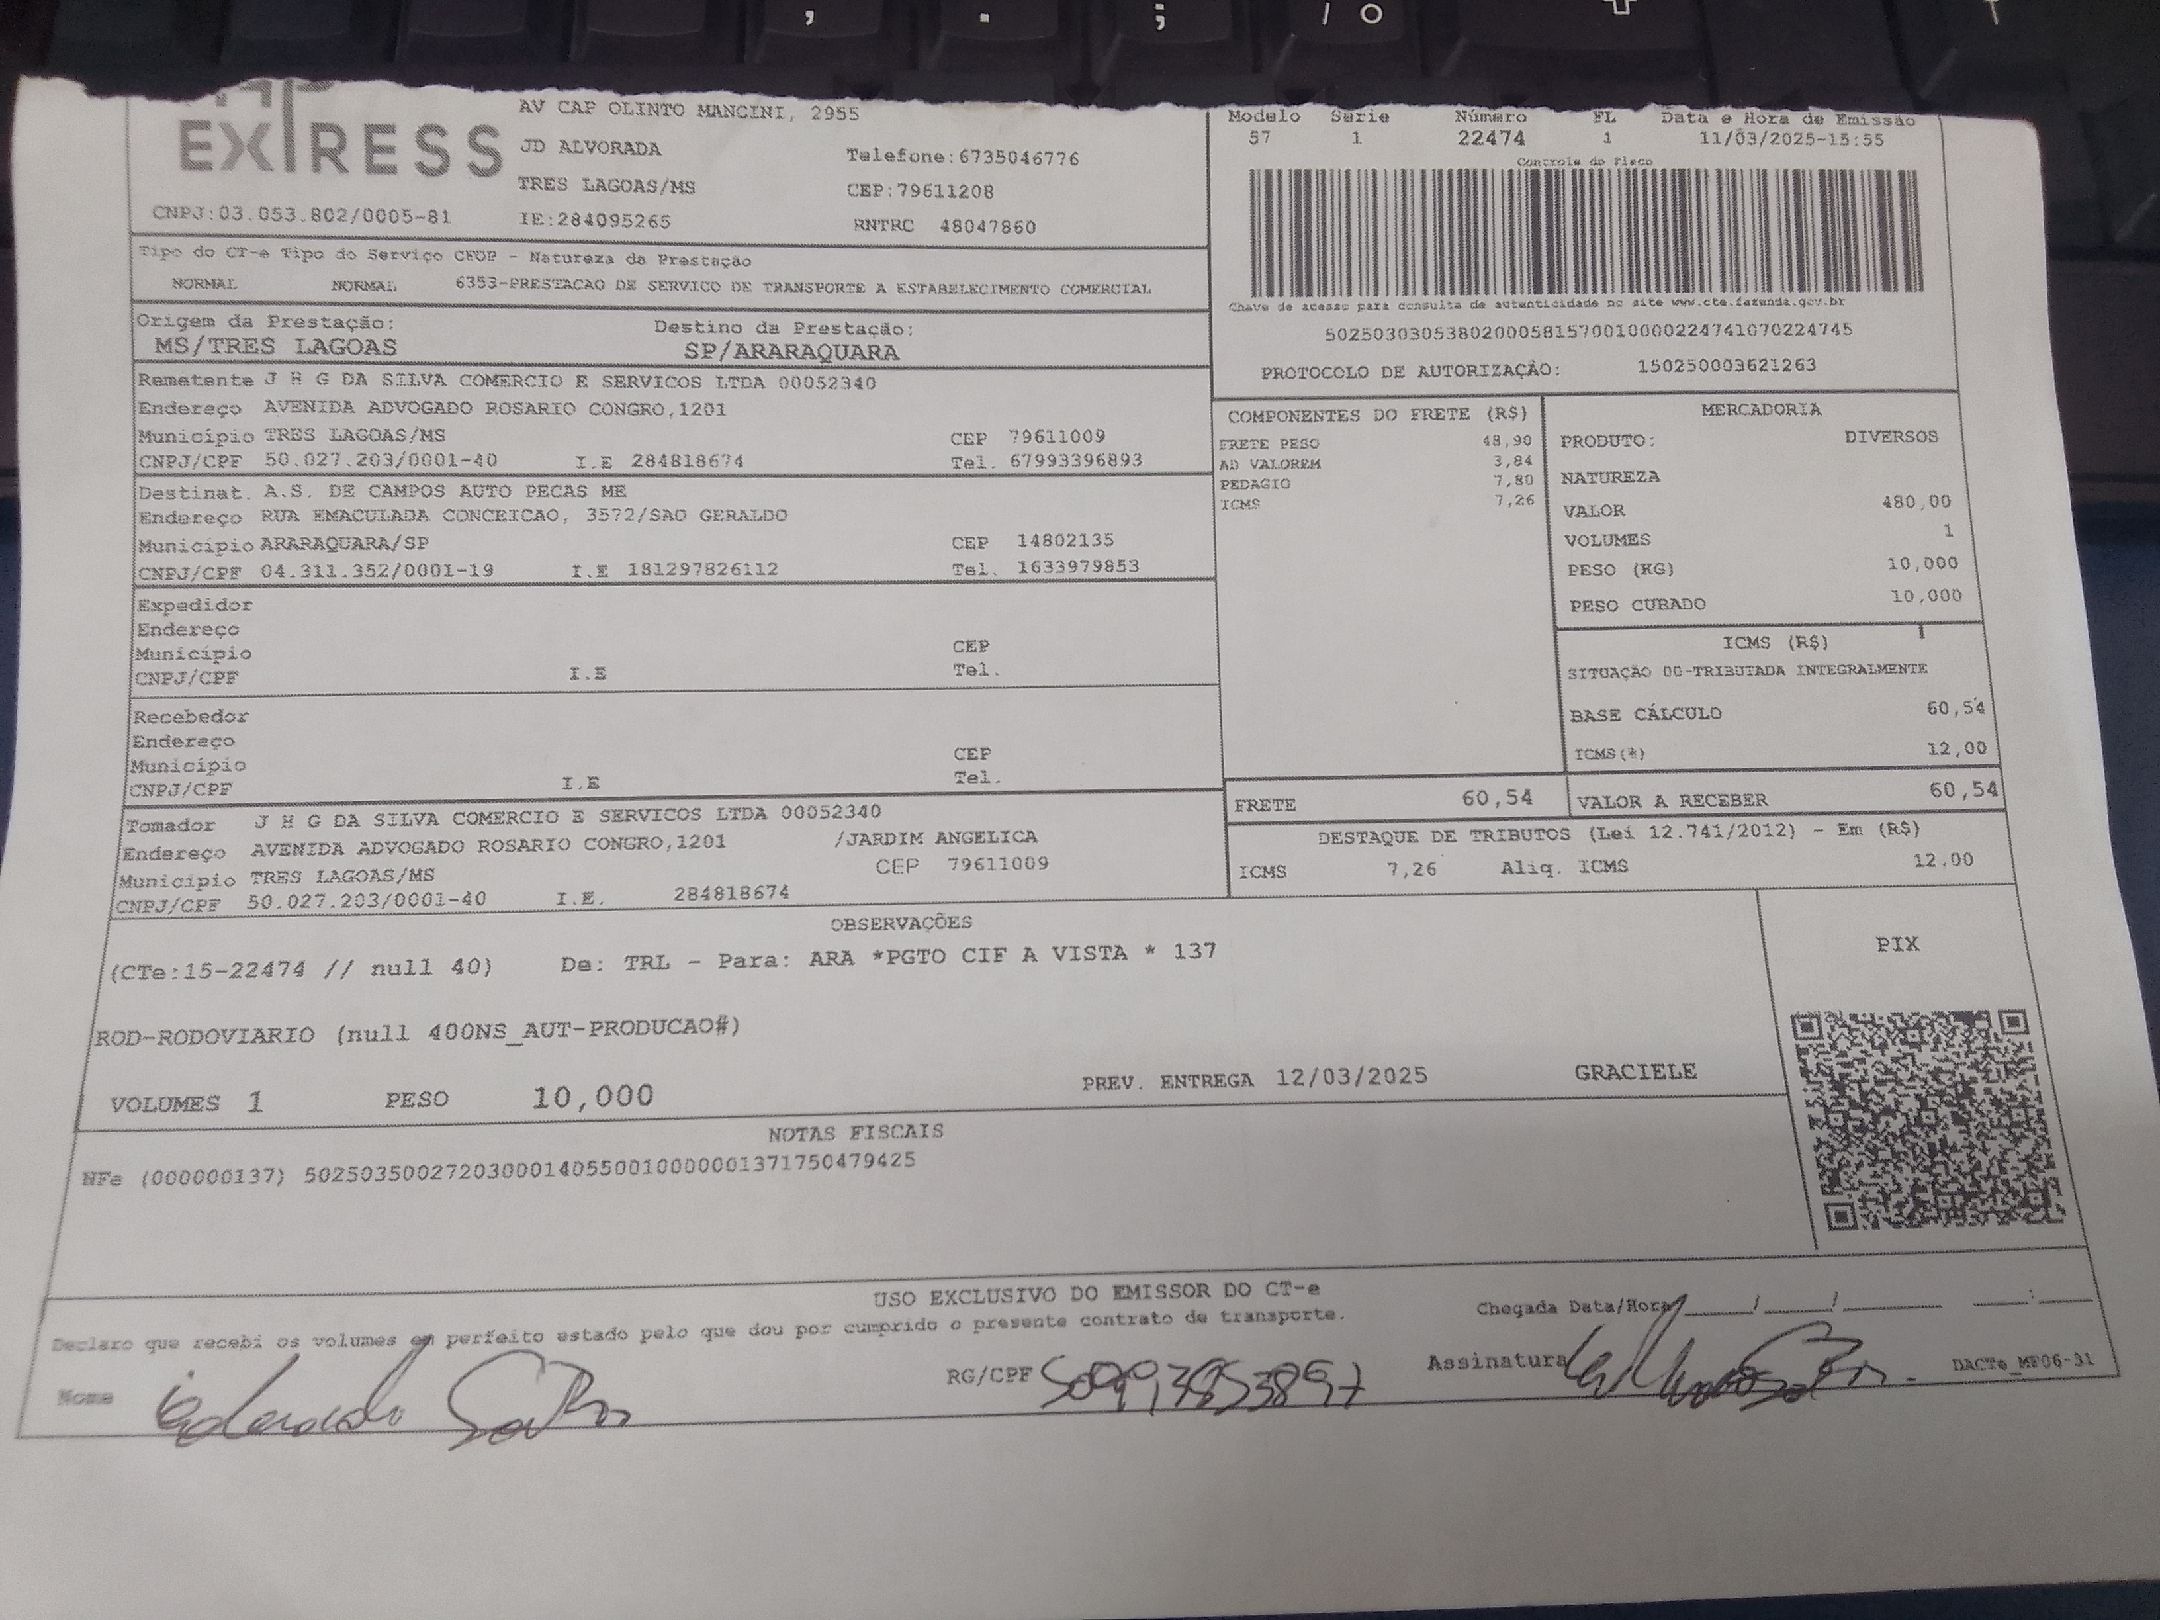 EXPRESS
AV CAP OLINTO MANCINI, 2955
JD ALVORADA
Telefone:6735046776
TRES LAGOAS/MS
CEP:79611208
CNPJ:03.053.802/0005-81
IE:284095265
RNTRC 48047860
Modelo Serie Número FL Data e Hora de Emissão
57 1 22474 1 11/03/2025-15:55
Controle do Fisco
Chave de acesso para consulta de autenticidade no site www.cte.fazenda.gov.br
50250303053802000581570010000224741070224745
PROTOCOLO DE AUTORIZAÇÃO: 150250003621263
Tipo do CT-e Tipo do Serviço CFOP - Natureza da Prestação
NORMAL NORMAL 6353-PRESTACAO DE SERVICO DE TRANSPORTE A ESTABELECIMENTO COMERCIAL
Origem da Prestação: Destino da Prestação:
MS/TRES LAGOAS SP/ARARAQUARA
Remetente J H G DA SILVA COMERCIO E SERVICOS LTDA 00052340
Endereço AVENIDA ADVOGADO ROSARIO CONGRO,1201
Município TRES LAGOAS/MS CEP 79611009
CNPJ/CPF 50.027.203/0001-40 I.E 284818674 Tel. 67993396893
Destinat. A.S. DE CAMPOS AUTO PECAS ME
Endereço RUA EMACULADA CONCEICAO, 3572/SAO GERALDO
Município ARARAQUARA/SP CEP 14802135
CNPJ/CPF 04.311.352/0001-19 I.E 181297826112 Tel. 1633979853
Expedidor
Endereço
Município CEP
CNPJ/CPF I.E Tel.
Recebedor
Endereço
Município CEP
CNPJ/CPF I.E Tel.
Tomador J H G DA SILVA COMERCIO E SERVICOS LTDA 00052340
Endereço AVENIDA ADVOGADO ROSARIO CONGRO,1201 /JARDIM ANGELICA
Município TRES LAGOAS/MS CEP 79611009
CNPJ/CPF 50.027.203/0001-40 I.E. 284818674
COMPONENTES DO FRETE (R$)
FRETE PESO 48,90
AD VALOREM 3,84
PEDAGIO 7,80
ICMS 7,26
MERCADORIA
PRODUTO: DIVERSOS
NATUREZA
VALOR 480,00
VOLUMES 1
PESO (KG) 10,000
PESO CUBADO 10,000
ICMS (R$)
SITUAÇÃO 00-TRIBUTADA INTEGRALMENTE
BASE CÁLCULO 60,54
ICMS(%) 12,00
FRETE 60,54
VALOR A RECEBER 60,54
DESTAQUE DE TRIBUTOS (Lei 12.741/2012) - Em (R$)
ICMS 7,26 Aliq. ICMS 12.00
OBSERVAÇÕES
(CTe:15-22474 // null 40) De: TRL - Para: ARA *PGTO CIF A VISTA * 137
ROD-RODOVIARIO (null 400NS_AUT-PRODUCAO#)
VOLUMES 1 PESO 10,000 PREV. ENTREGA 12/03/2025 GRACIELE
PIX
NOTAS FISCAIS
NFe (000000137) 50250350027203000140550010000001371750479425
USO EXCLUSIVO DO EMISSOR DO CT-e
Declaro que recebi os volumes em perfeito estado pelo que dou por cumprido o presente contrato de transporte.
Chegada Data/Hora ____/____/____ ____:____
Nome
RG/CPF
Assinatura
DACTe_MP06-31